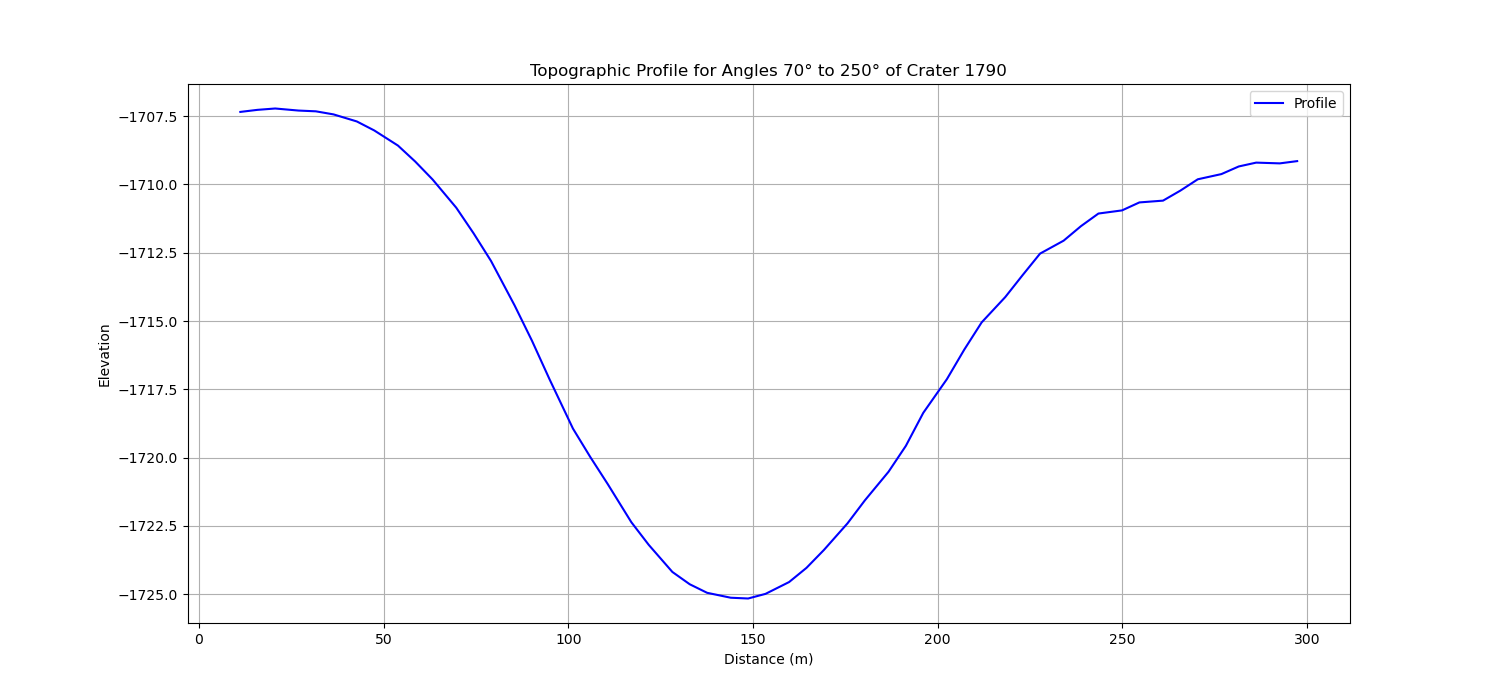 Topographic Profile for Angles 70° to 250° of Crater 1790
Profile
−1707.5
−1710.0
−1712.5
−1715.0
−1717.5
−1720.0
−1722.5
−1725.0
Elevation
0 50 100 150 200 250 300
Distance (m)